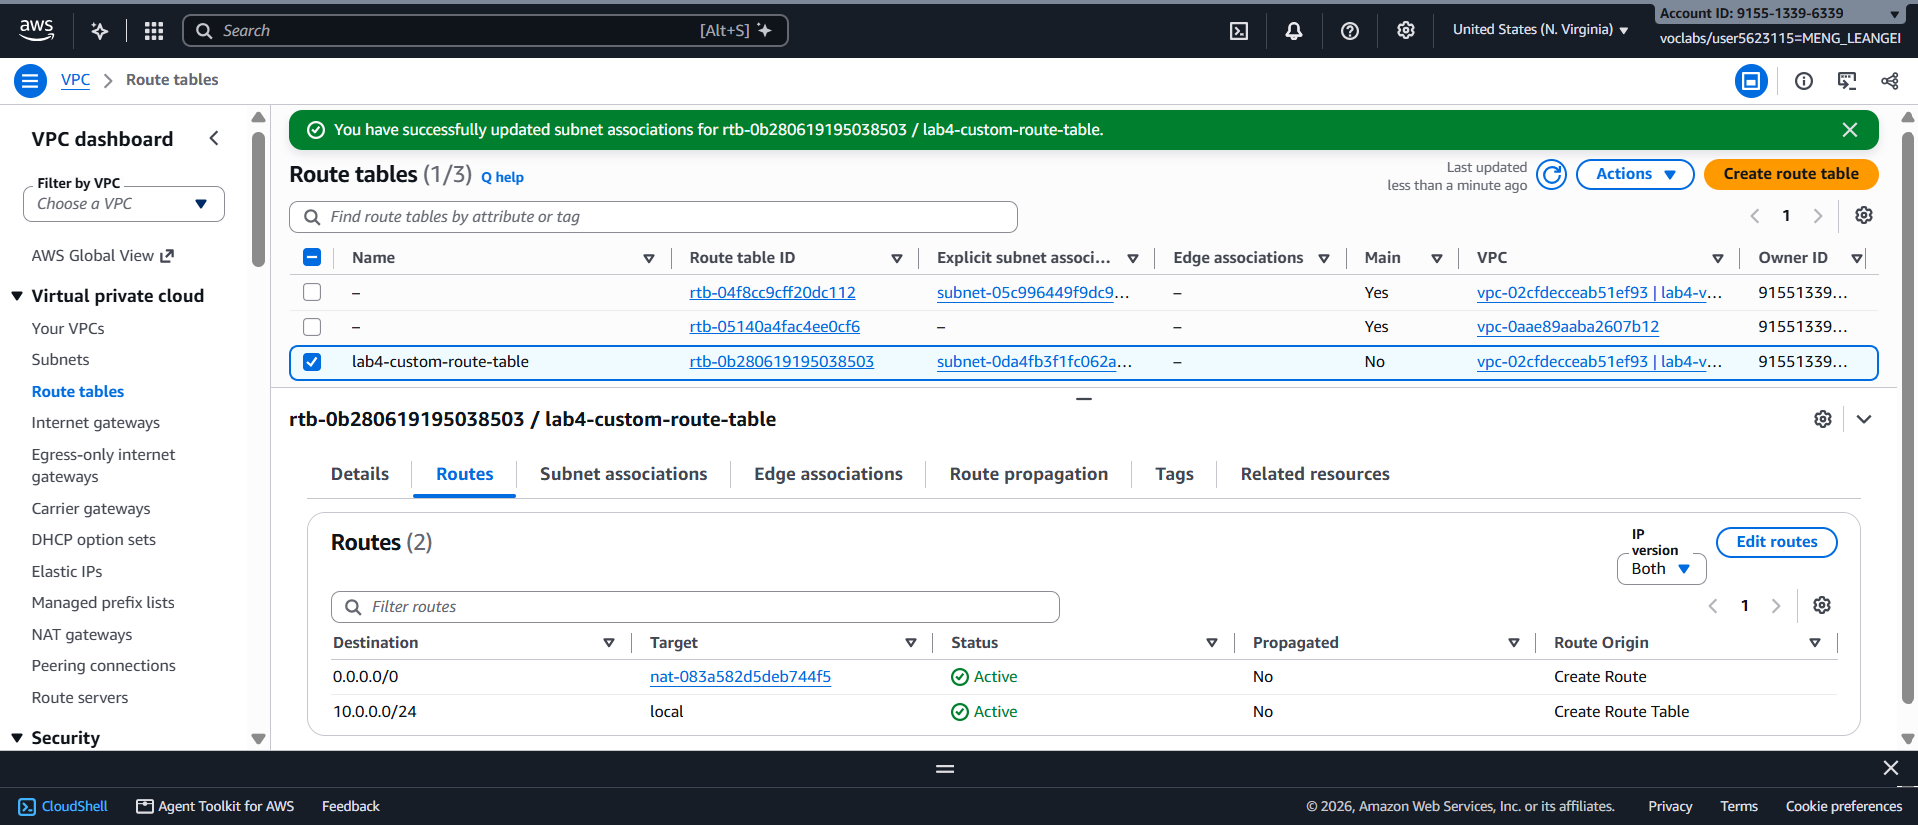 aws
Search
[Alt+S]
United States (N. Virginia)
Account ID: 9155-1339-6339
voclabs/user5623115=MENG_LEANGEI
VPC
Route tables
VPC dashboard
Filter by VPC
Choose a VPC
AWS Global View
Virtual private cloud
Your VPCs
Subnets
Route tables
Internet gateways
Egress-only internet
gateways
Carrier gateways
DHCP option sets
Elastic IPs
Managed prefix lists
NAT gateways
Peering connections
Route servers
Security
You have successfully updated subnet associations for rtb-0b280619195038503 / lab4-custom-route-table.
Route tables (1/3) Q help
Last updated
less than a minute ago
Actions
Create route table
Find route tables by attribute or tag
1
Name Route table ID Explicit subnet associ... Edge associations Main VPC Owner ID
– rtb-04f8cc9cff20dc112 subnet-05c996449f9dc9... – Yes vpc-02cfdecceab51ef93 | lab4-v... 91551339...
– rtb-05140a4fac4ee0cf6 – – Yes vpc-0aae89aaba2607b12 91551339...
lab4-custom-route-table rtb-0b280619195038503 subnet-0da4fb3f1fc062a... – No vpc-02cfdecceab51ef93 | lab4-v... 91551339...
rtb-0b280619195038503 / lab4-custom-route-table
Details Routes Subnet associations Edge associations Route propagation Tags Related resources
Routes (2)
IP
version
Both
Edit routes
Filter routes
1
Destination Target Status Propagated Route Origin
0.0.0.0/0 nat-083a582d5deb744f5 Active No Create Route
10.0.0.0/24 local Active No Create Route Table
CloudShell Agent Toolkit for AWS Feedback
© 2026, Amazon Web Services, Inc. or its affiliates. Privacy Terms Cookie preferences